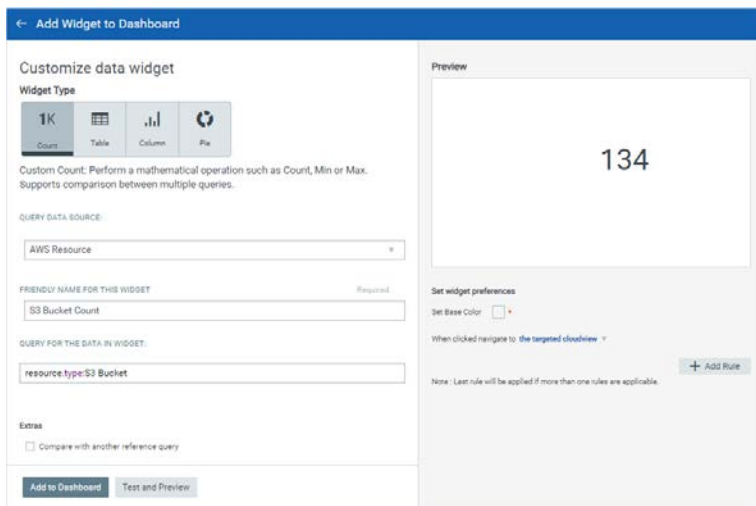 ← Add Widget to Dashboard
Customize data widget
Widget Type
1K
Count
Table
Column
Pie
Custom Count: Perform a mathematical operation such as Count, Min or Max.
Supports comparison between multiple queries.
QUERY DATA SOURCE:
AWS Resource
FRIENDLY NAME FOR THIS WIDGET
Required
S3 Bucket Count
QUERY FOR THE DATA IN WIDGET:
resource.type:S3 Bucket
Extras
Compare with another reference query
Add to Dashboard
Test and Preview
Preview
134
Set widget preferences
Set Base Color
When clicked navigate to the targeted cloudview
+ Add Rule
Note : Last rule will be applied if more than one rules are applicable.